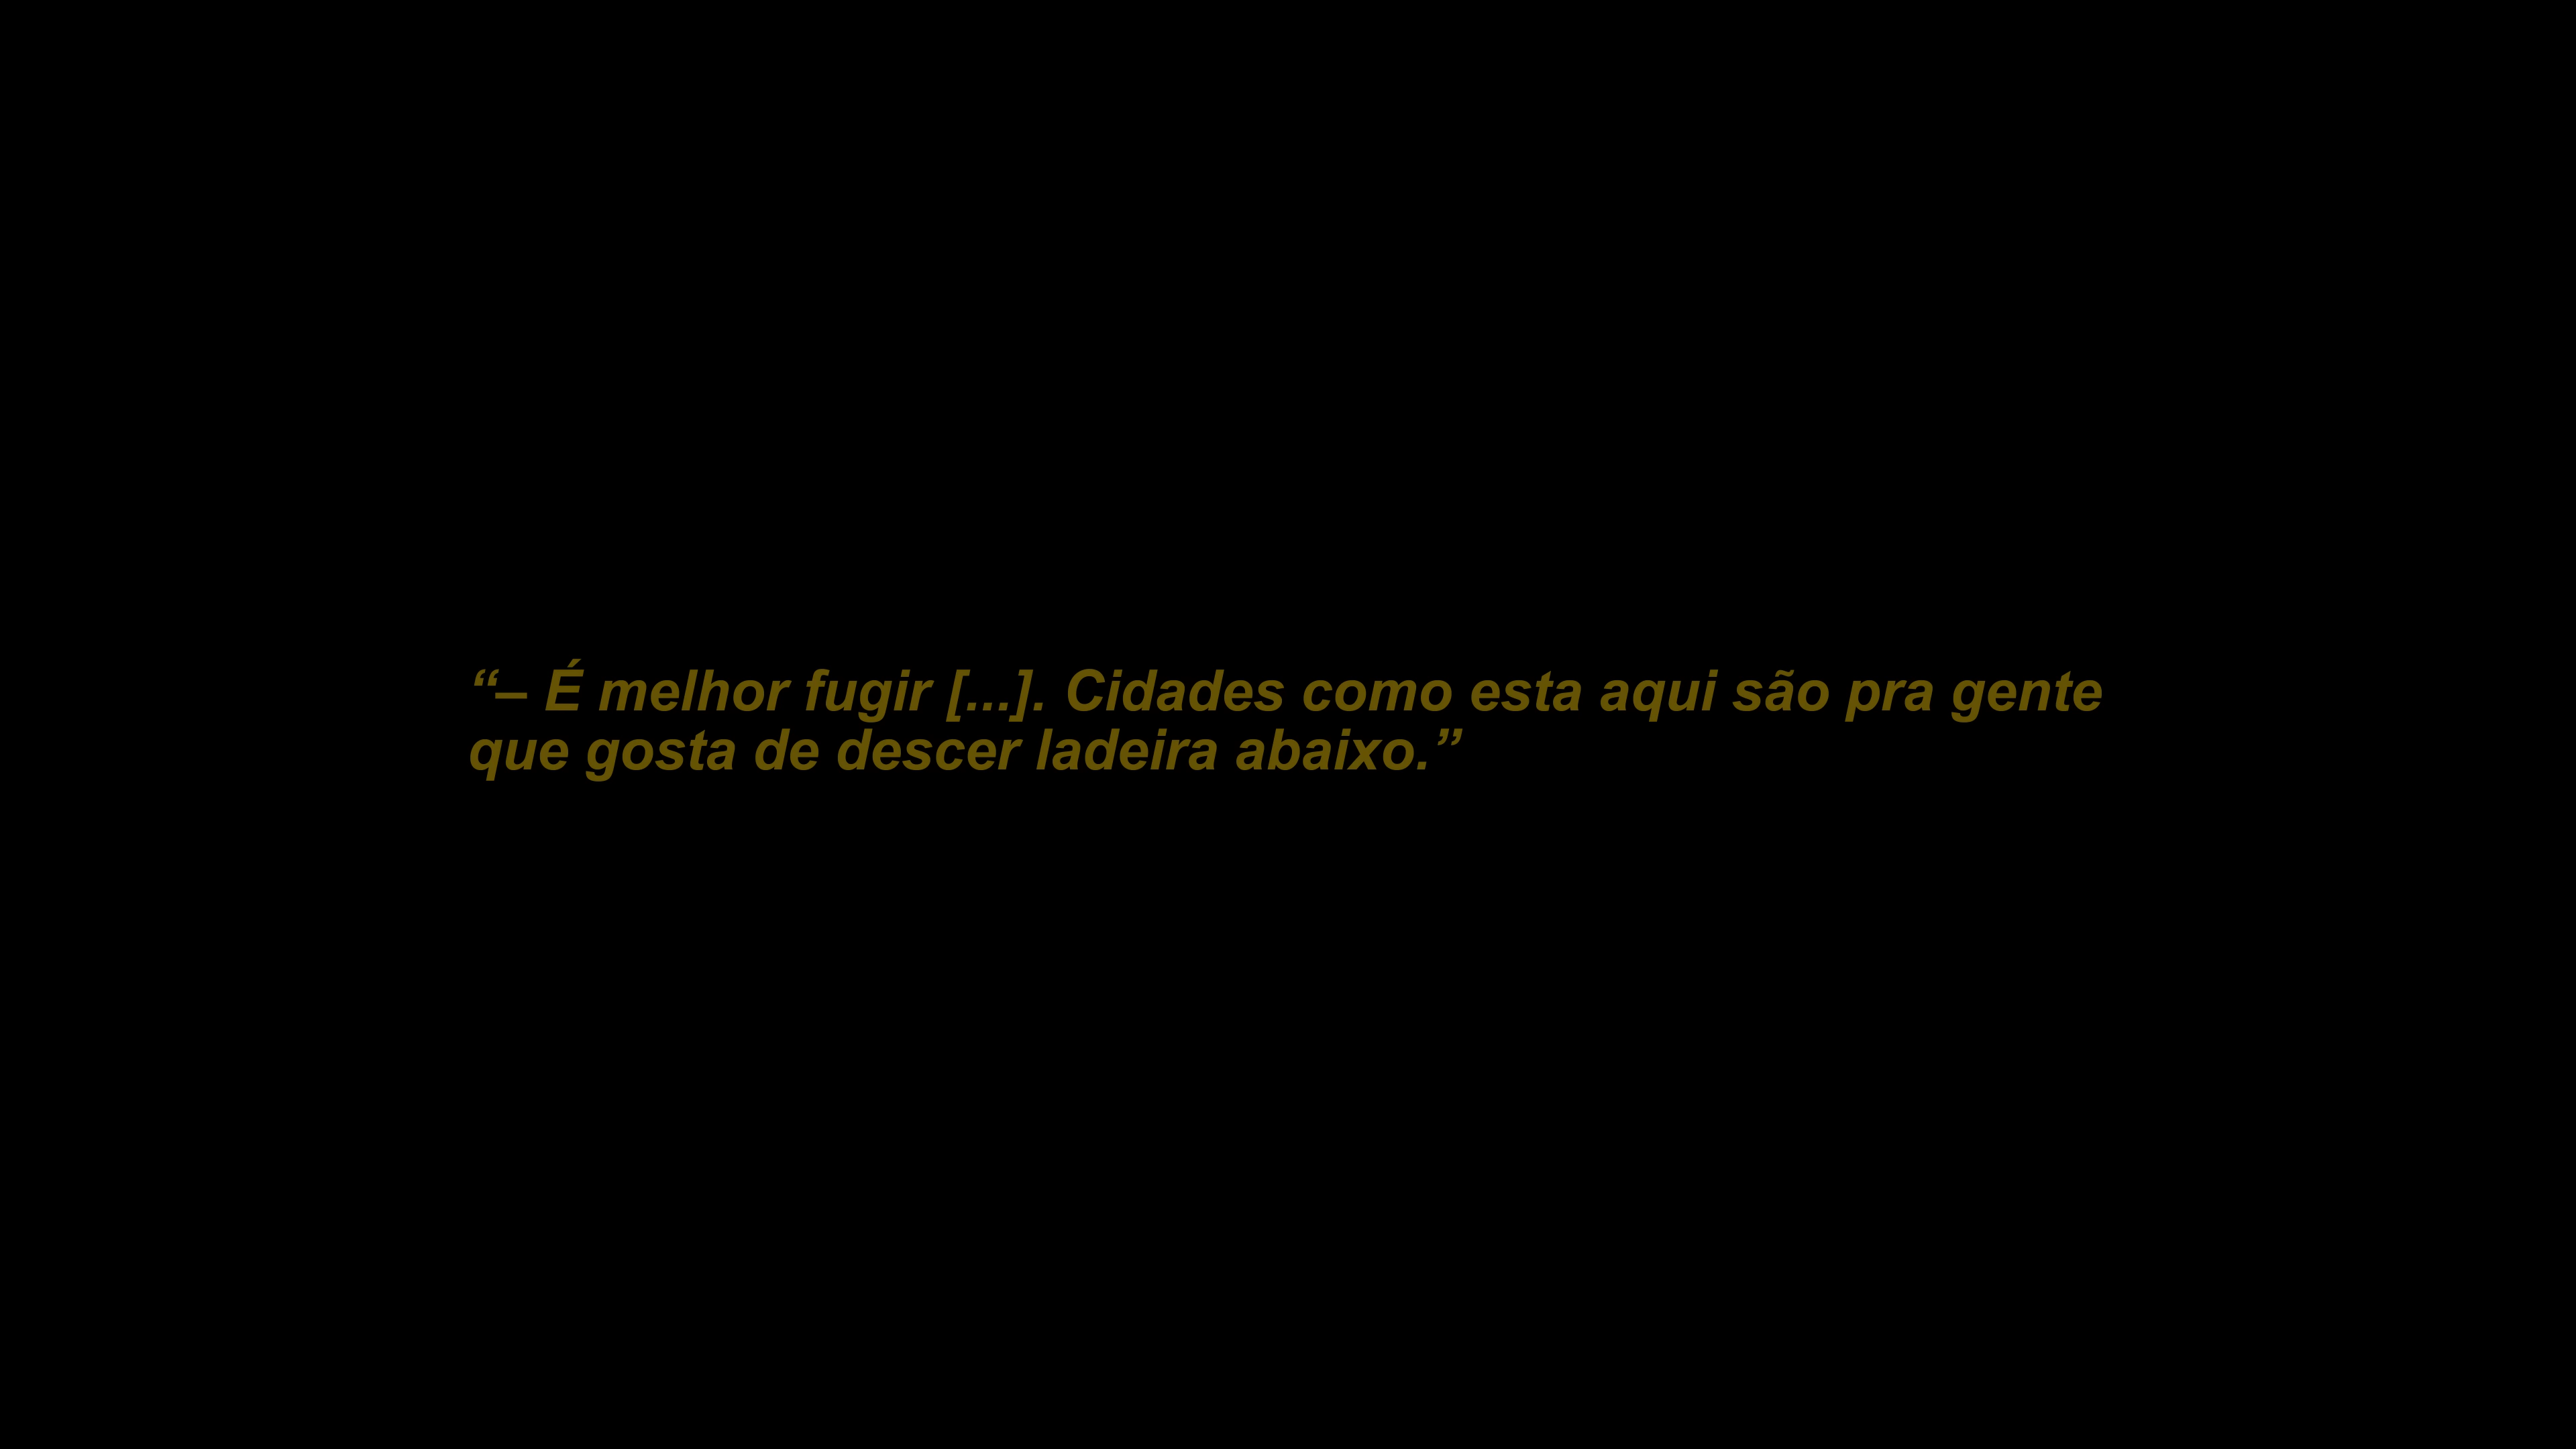 “– É melhor fugir [...]. Cidades como esta aqui são pra gente
que gosta de descer ladeira abaixo.”